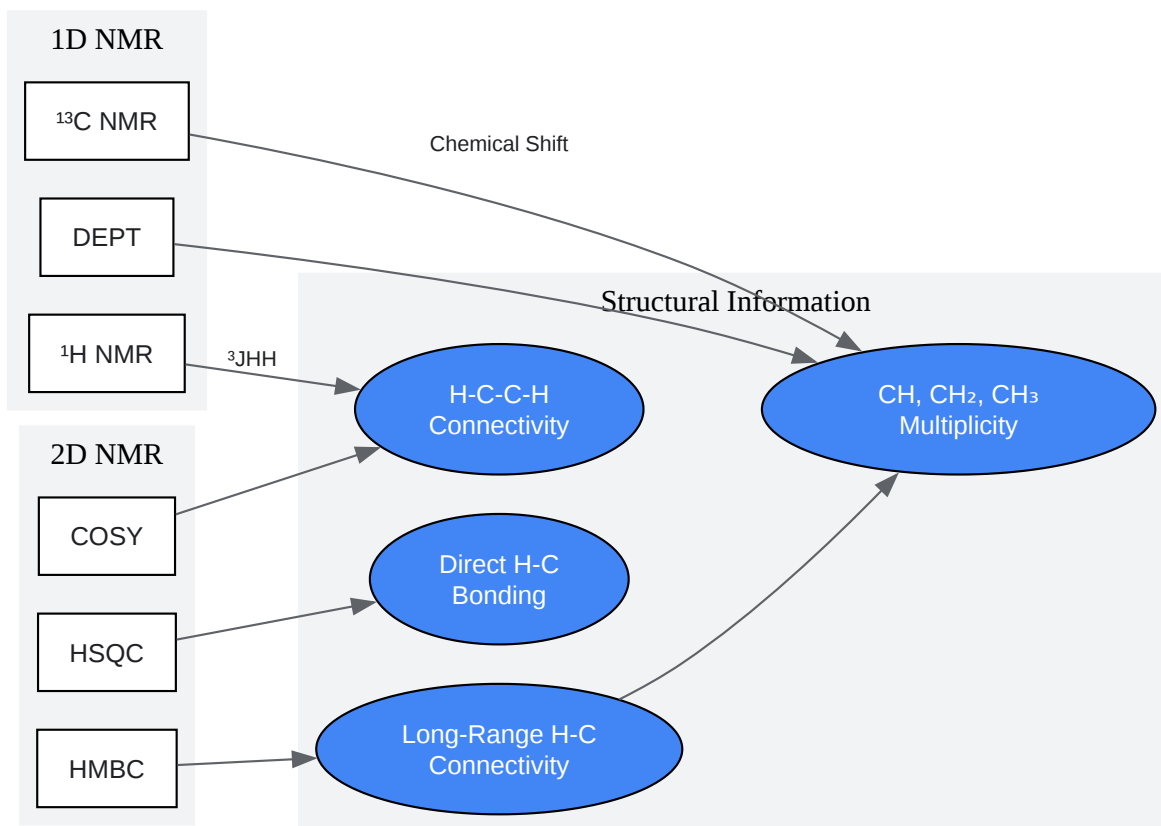 1D NMR
¹³C NMR
Chemical Shift
DEPT
¹H NMR
³JHH
2D NMR
COSY
HSQC
HMBC
Structural Information
H-C-C-H
Connectivity
CH, CH₂, CH₃
Multiplicity
Direct H-C
Bonding
Long-Range H-C
Connectivity